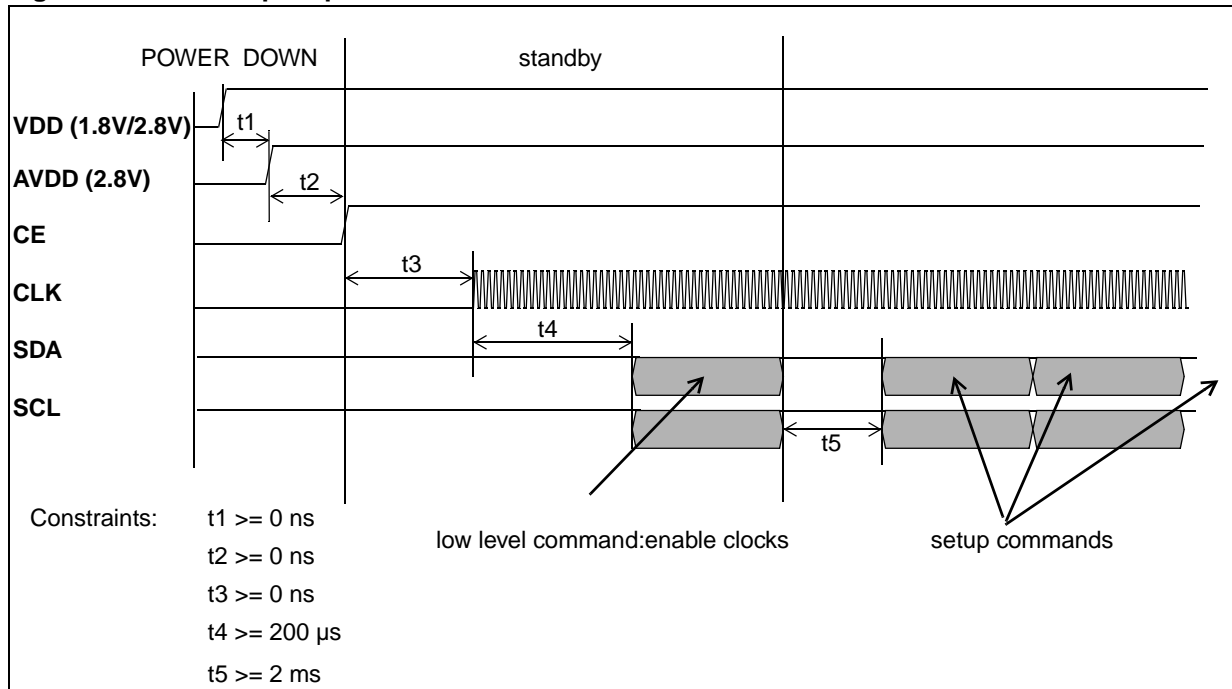 POWER DOWN
standby
VDD (1.8V/2.8V)
t1
AVDD (2.8V)
t2
CE
t3
CLK
t4
SDA
SCL
t5
Constraints:
t1 >= 0 ns
t2 >= 0 ns
t3 >= 0 ns
t4 >= 200 µs
t5 >= 2 ms
low level command:enable clocks
setup commands